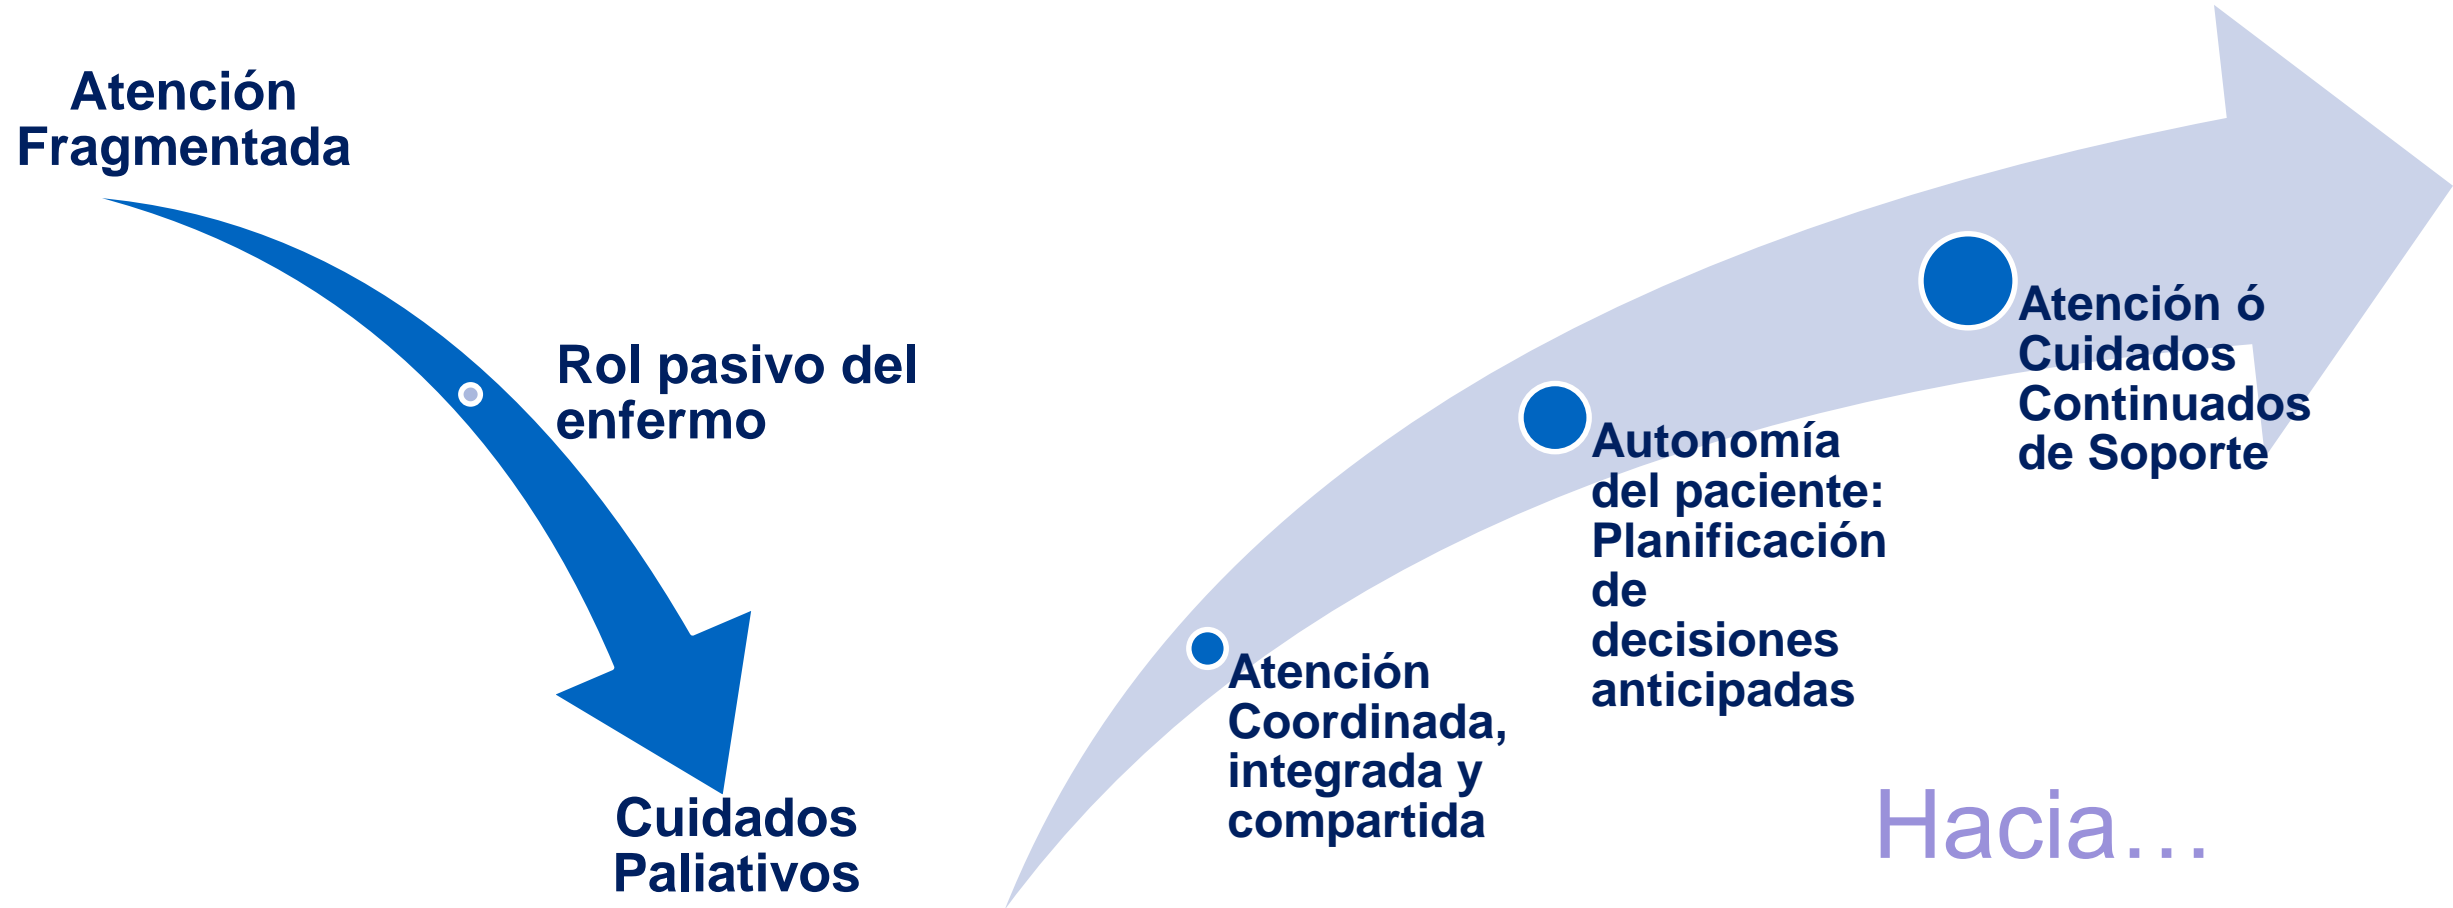 Atención
Fragmentada
Rol pasivo del
enfermo
Cuidados
Paliativos
Atención
Coordinada,
integrada y
compartida
Autonomía
del paciente:
Planificación
de
decisiones
anticipadas
Atención ó
Cuidados
Continuados
de Soporte
Hacia…